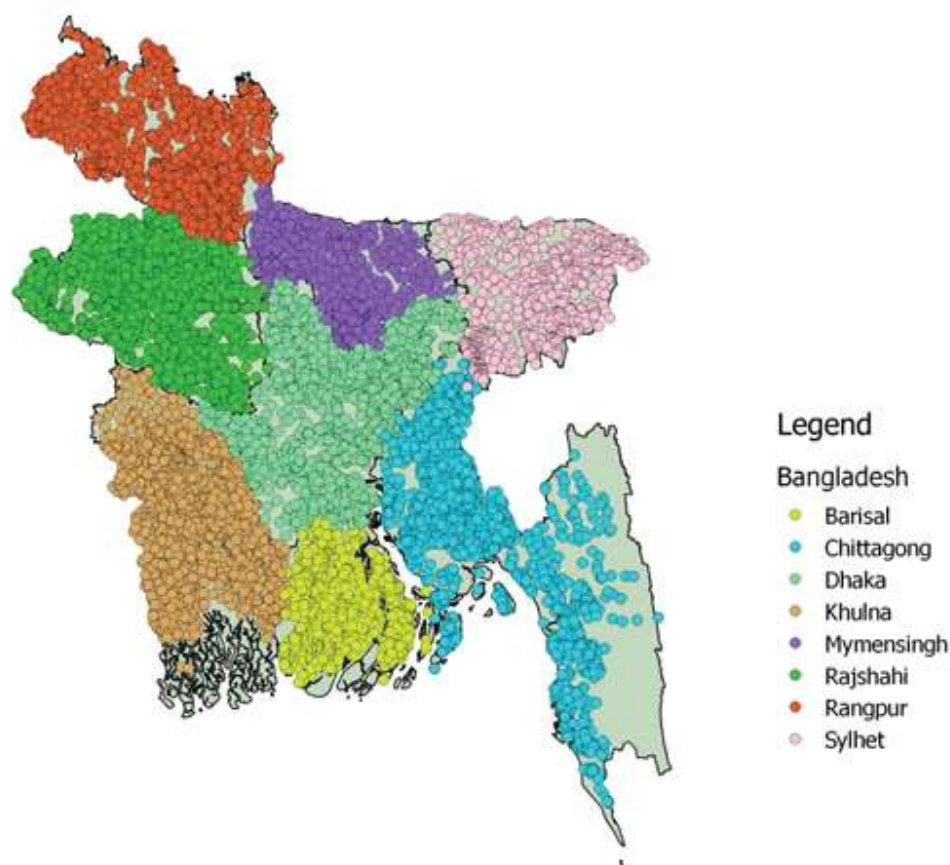 Legend
Bangladesh
Barisal
Chittagong
Dhaka
Khulna
Mymensingh
Rajshahi
Rangpur
Sylhet